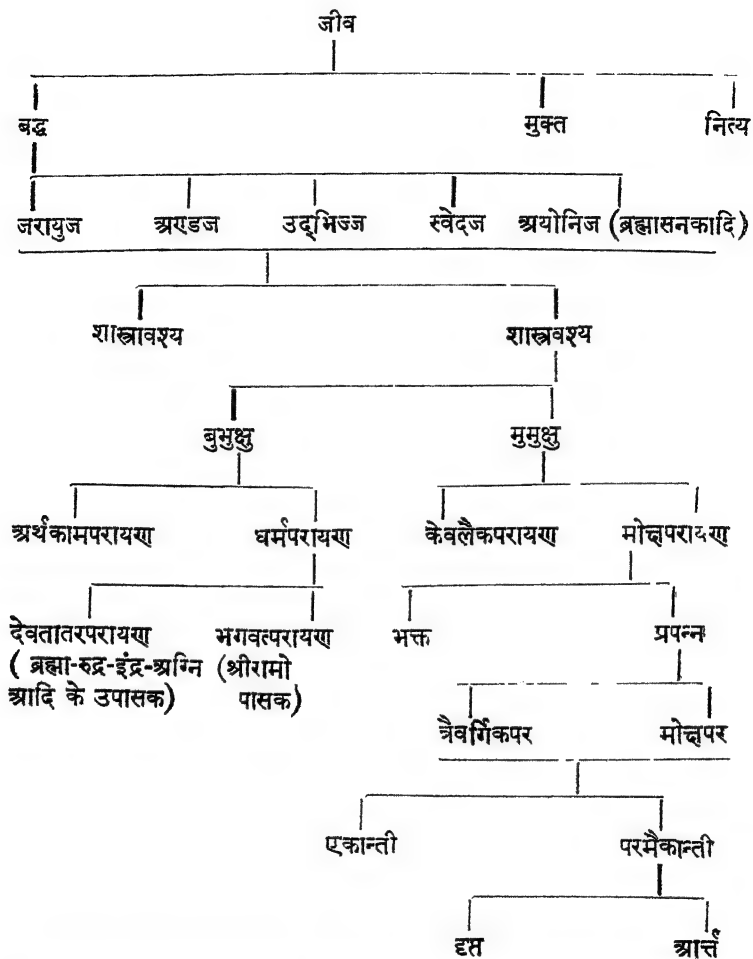 जीव
बद्ध मुक्त नित्य
जरायुज अण्डज उद्भिज्ज स्वेदज अयोनिज (ब्रह्मासनकादि)
शास्त्रावश्य शास्त्रवश्य
बुभुक्षु मुमुक्षु
अर्थकामपरायण धर्मपरायण केवलैकपरायण मोक्षपरायण
देवतातरपरायण भगवत्परायण भक्त प्रपन्न
( ब्रह्मा-रुद्र-इंद्र-अग्नि (श्रीरामो
आदि के उपासक) पासक)
त्रैवर्गिकपर मोक्षपर
एकान्ती परमैकान्ती
दृप्त आर्त्त